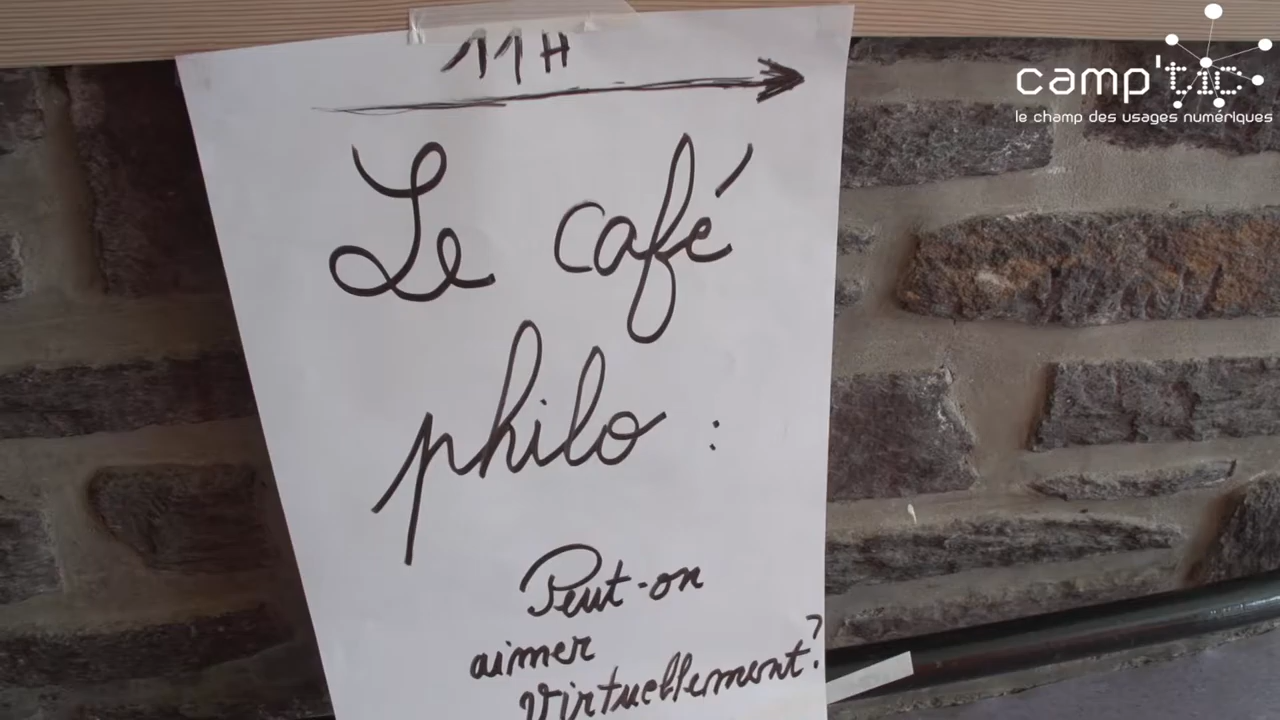 11H
Le café
philo :
Peut-on
aimer
virtuellement?
camp'tic
le champ des usages numériques